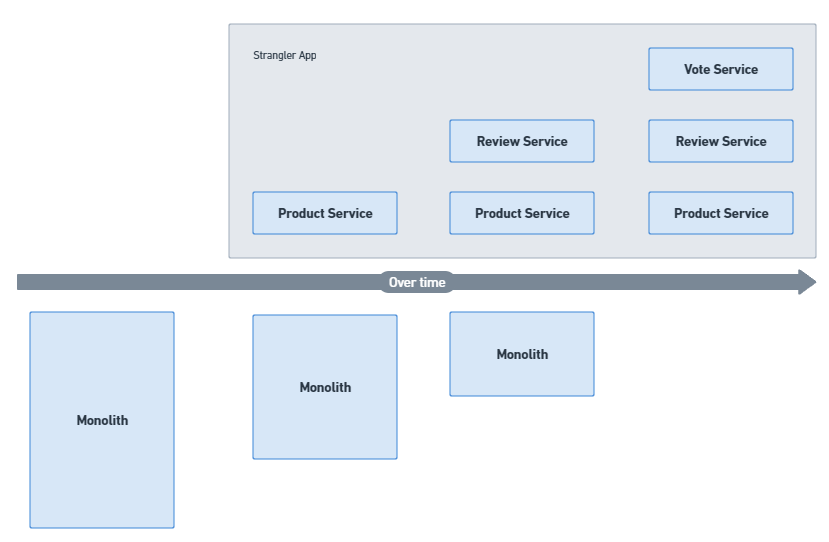 Strangler App
Vote Service
Review Service
Review Service
Product Service
Product Service
Product Service
Over time
Monolith
Monolith
Monolith